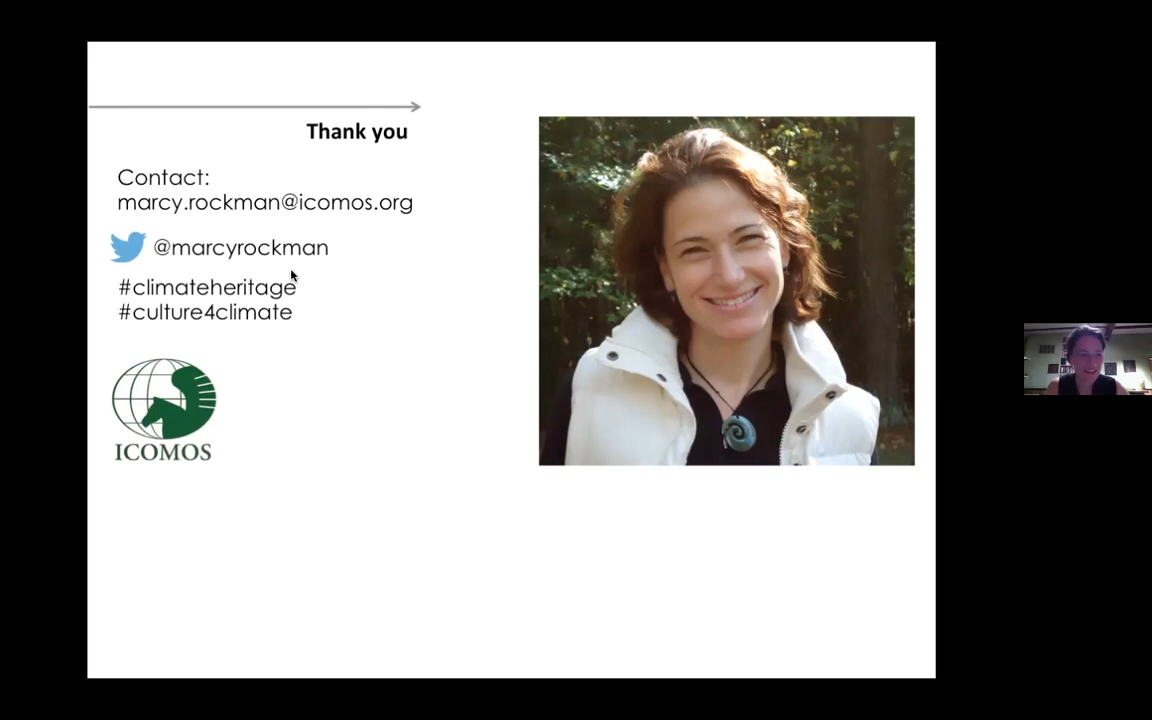 Thank you
Contact:
marcy.rockman@icomos.org
@marcyrockman
#climateheritage
#culture4climate
ICOMOS